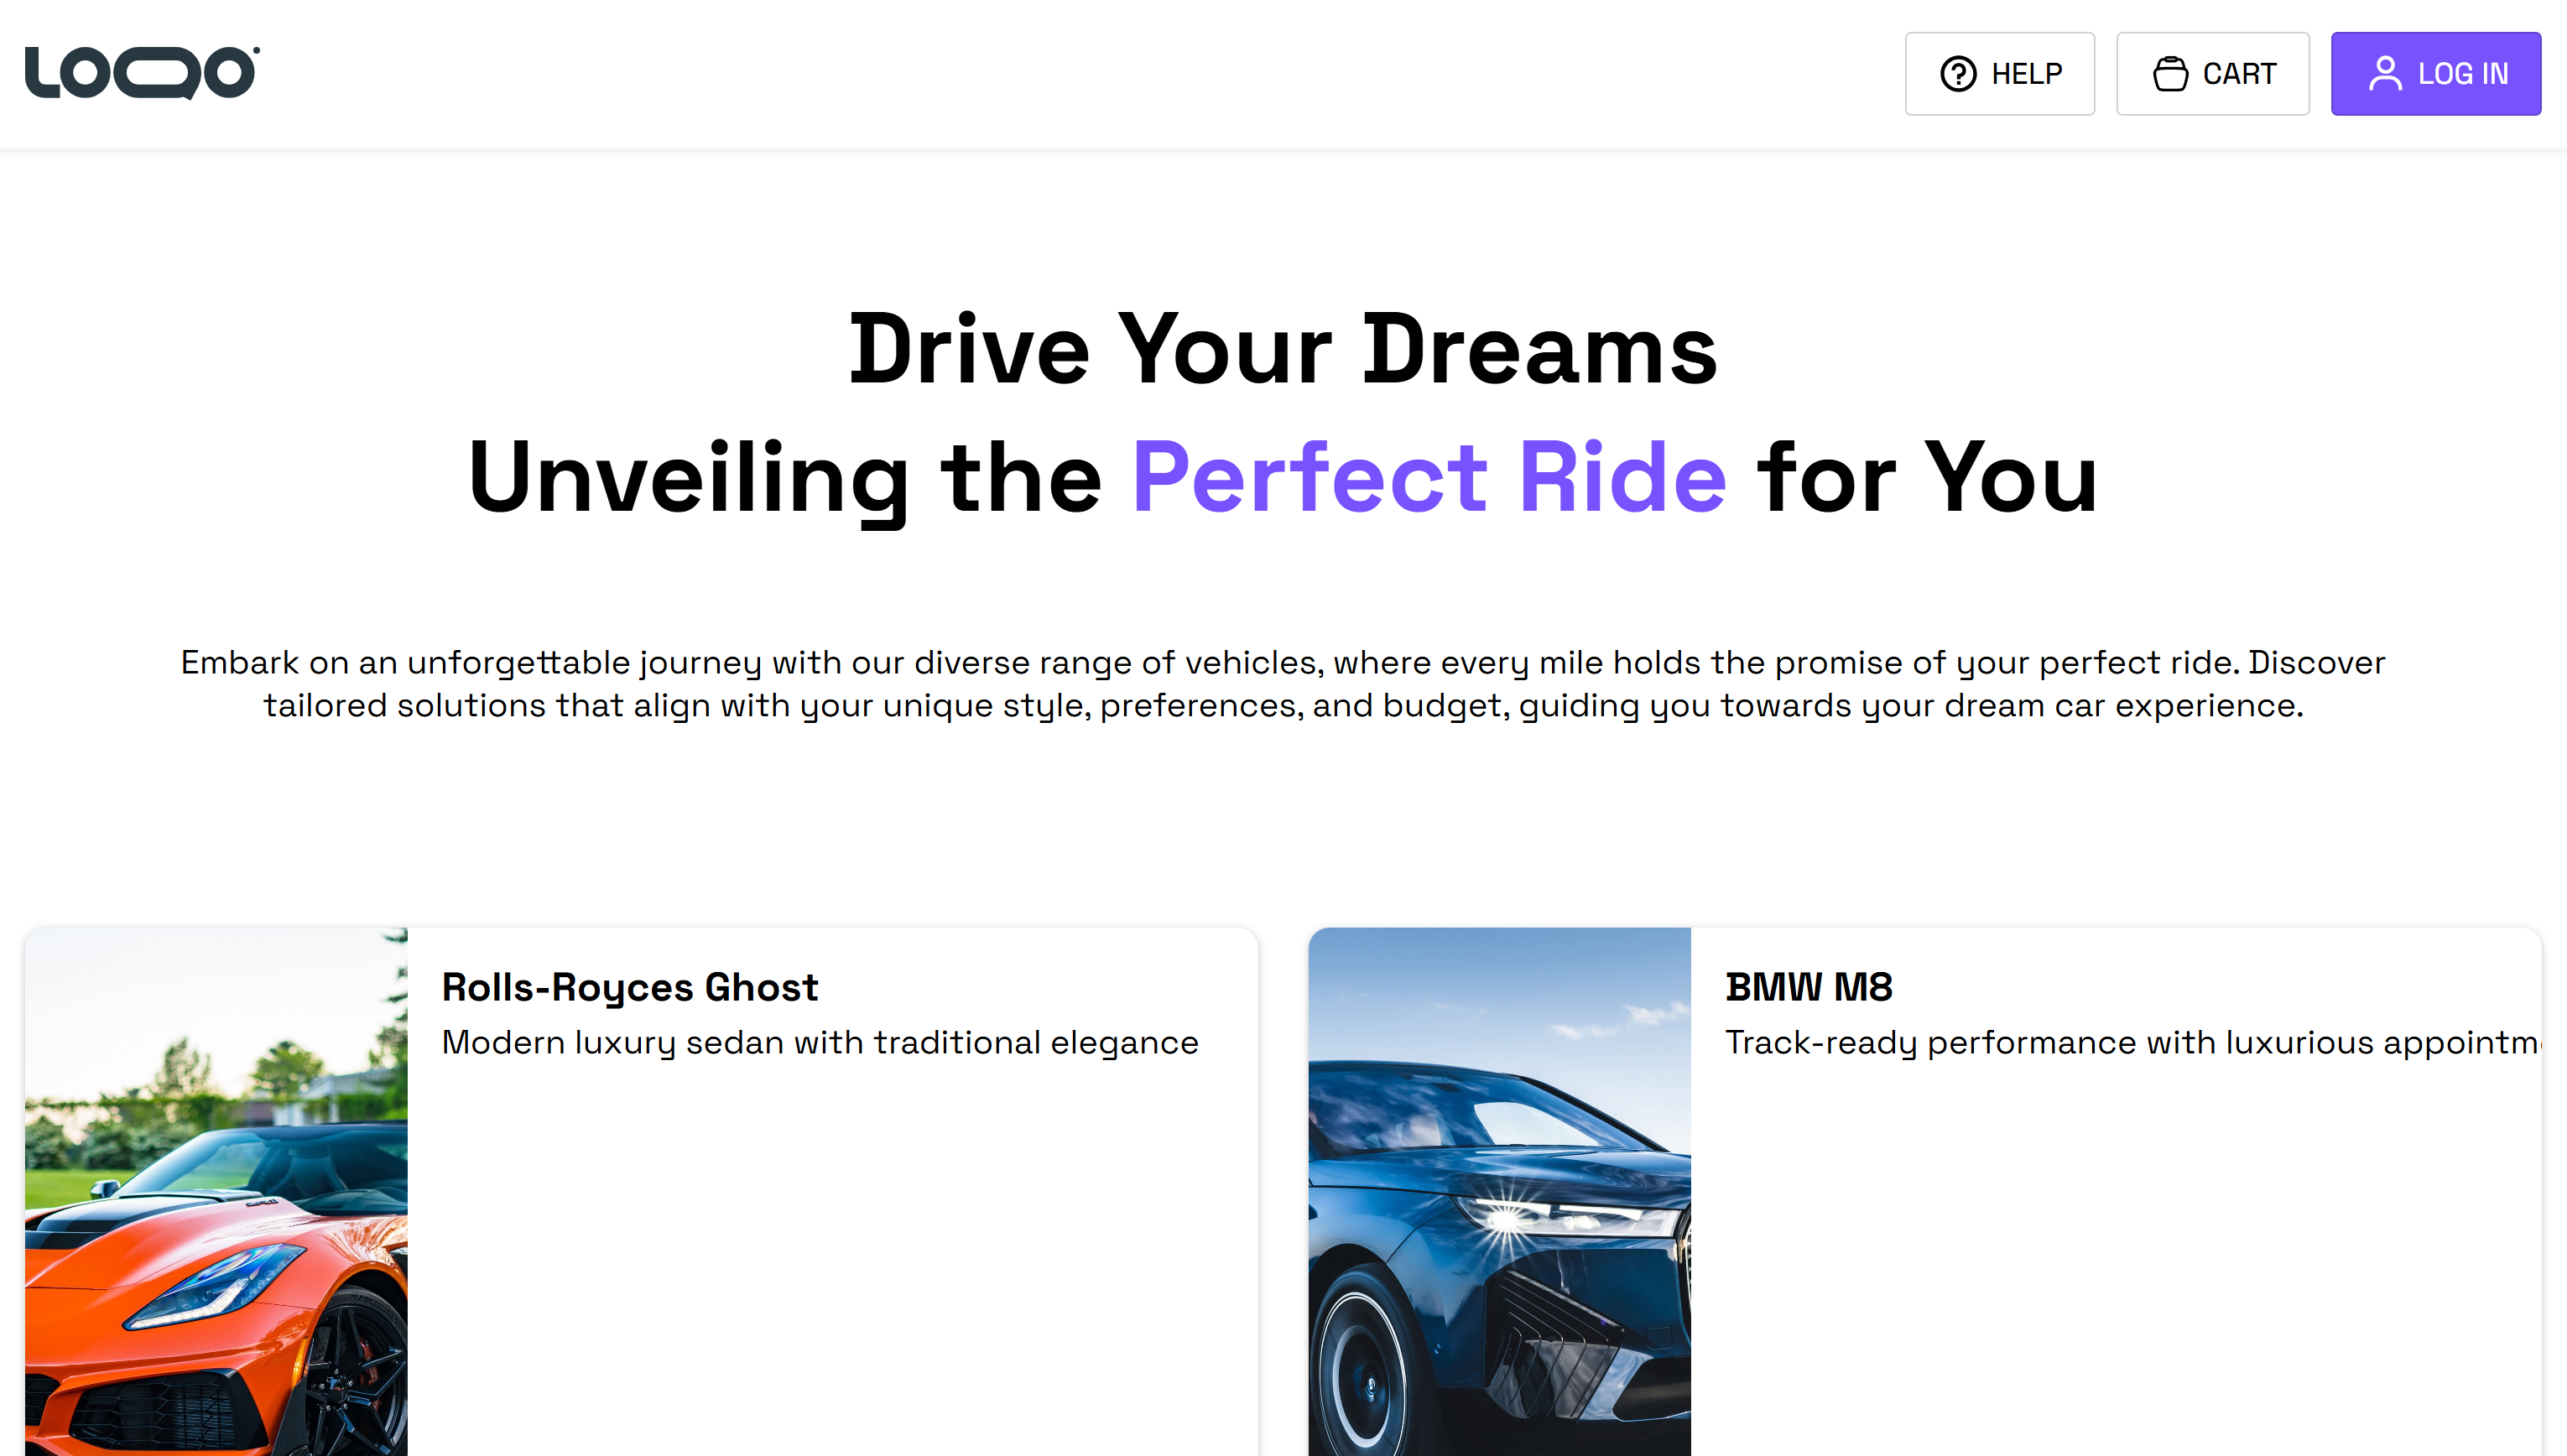 LOQO
HELP
CART
LOG IN
Drive Your Dreams
Unveiling the Perfect Ride for You
Embark on an unforgettable journey with our diverse range of vehicles, where every mile holds the promise of your perfect ride. Discover
tailored solutions that align with your unique style, preferences, and budget, guiding you towards your dream car experience.
Rolls-Royces Ghost
Modern luxury sedan with traditional elegance
BMW M8
Track-ready performance with luxurious